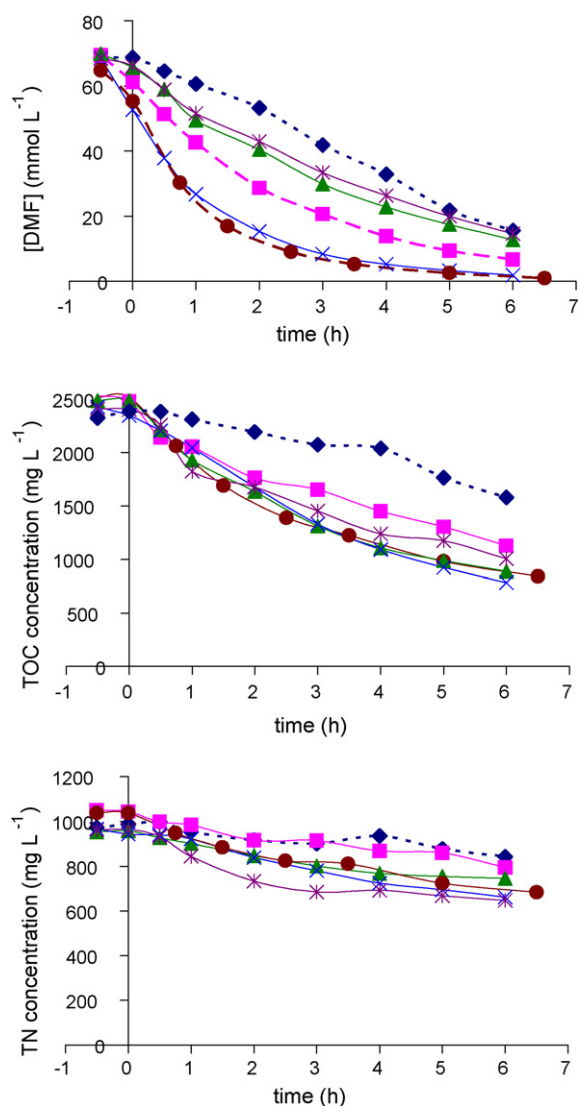 80
60
40
20
0
-1 0 1 2 3 4 5 6 7
[DMF] (mmol L⁻¹)
time (h)
2500
2000
1500
1000
500
0
-1 0 1 2 3 4 5 6 7
TOC concentration (mg L⁻¹)
time (h)
1200
1000
800
600
400
200
0
-1 0 1 2 3 4 5 6 7
TN concentration (mg L⁻¹)
time (h)